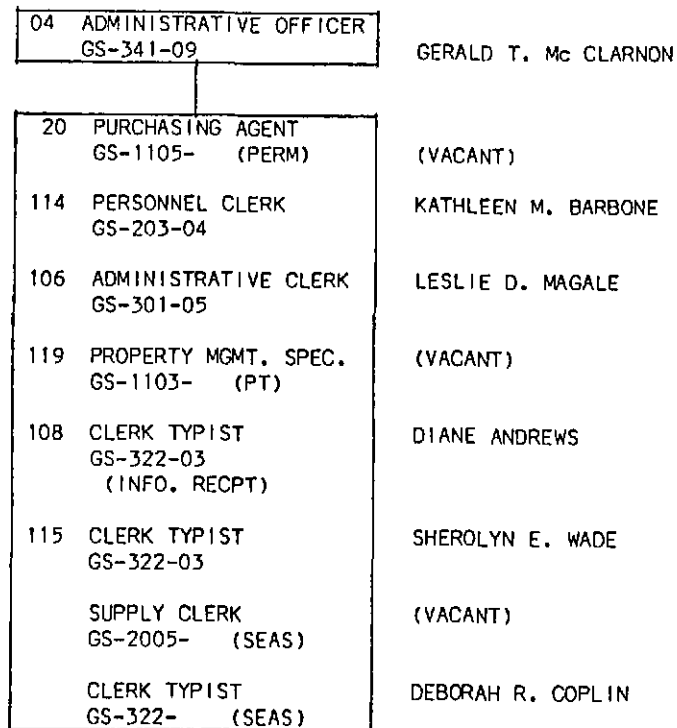 04 ADMINISTRATIVE OFFICER
GS-341-09
GERALD T. Mc CLARNON
20 PURCHASING AGENT
GS-1105- (PERM) (VACANT)
114 PERSONNEL CLERK KATHLEEN M. BARBONE
GS-203-04
106 ADMINISTRATIVE CLERK LESLIE D. MAGALE
GS-301-05
119 PROPERTY MGMT. SPEC. (VACANT)
GS-1103- (PT)
108 CLERK TYPIST DIANE ANDREWS
GS-322-03
(INFO. RECPT)
115 CLERK TYPIST SHEROLYN E. WADE
GS-322-03
SUPPLY CLERK (VACANT)
GS-2005- (SEAS)
CLERK TYPIST DEBORAH R. COPLIN
GS-322- (SEAS)